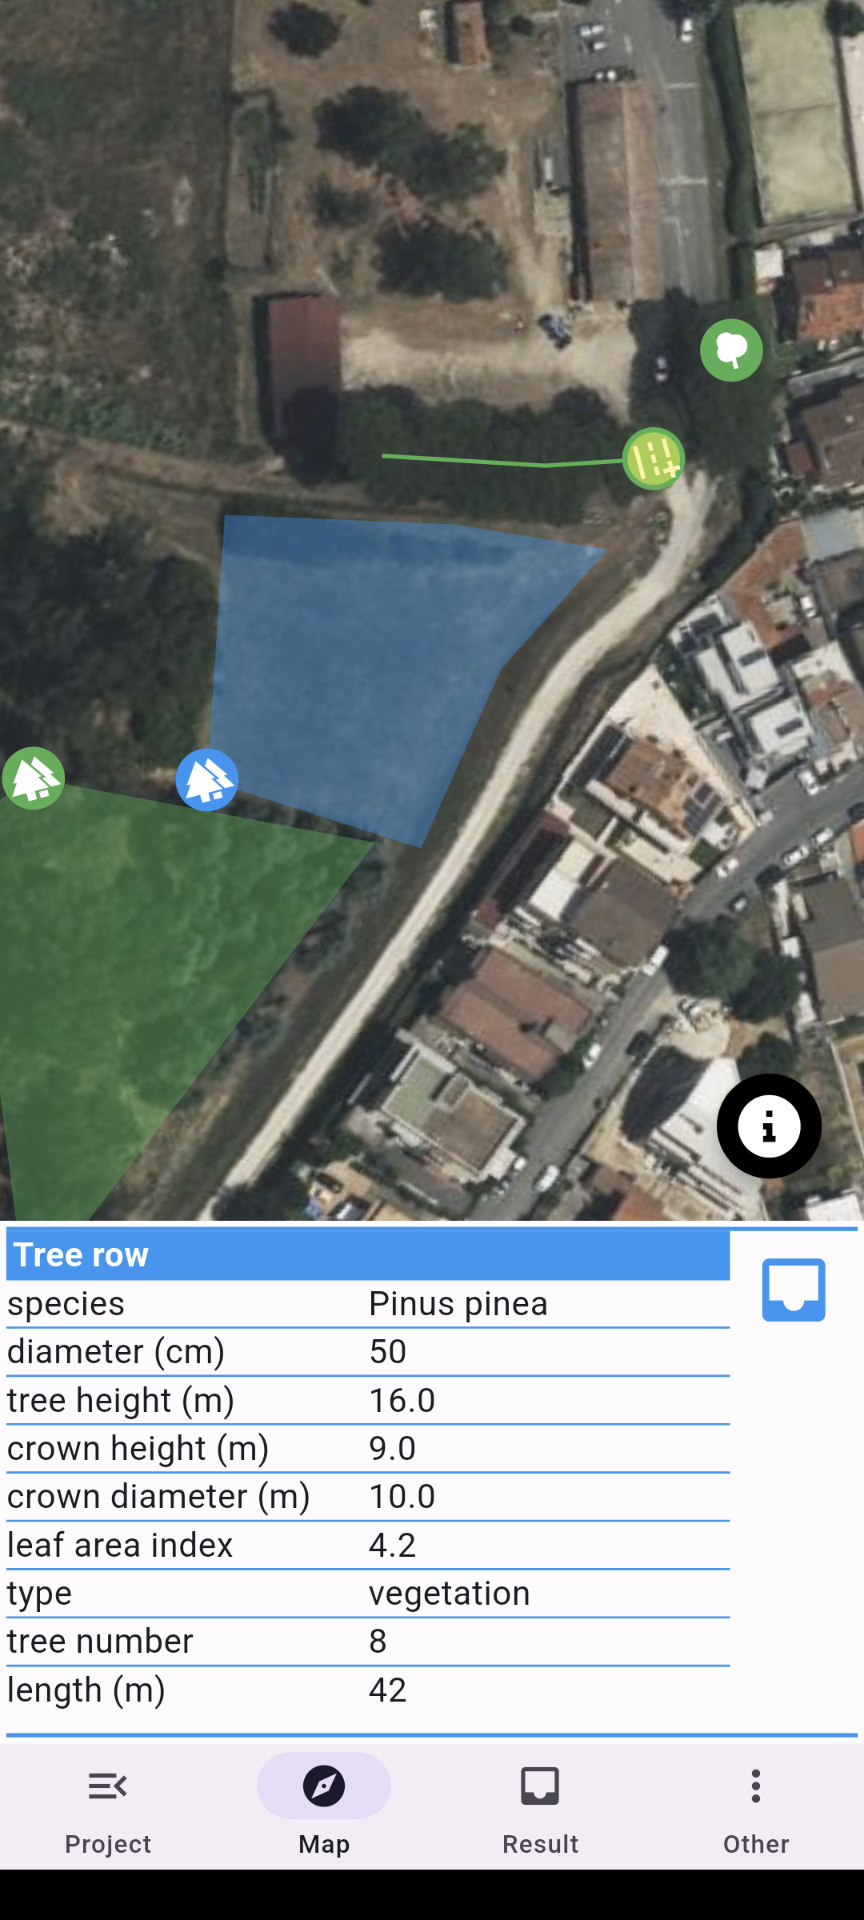 Tree row
species Pinus pinea
diameter (cm) 50
tree height (m) 16.0
crown height (m) 9.0
crown diameter (m) 10.0
leaf area index 4.2
type vegetation
tree number 8
length (m) 42
Project Map Result Other